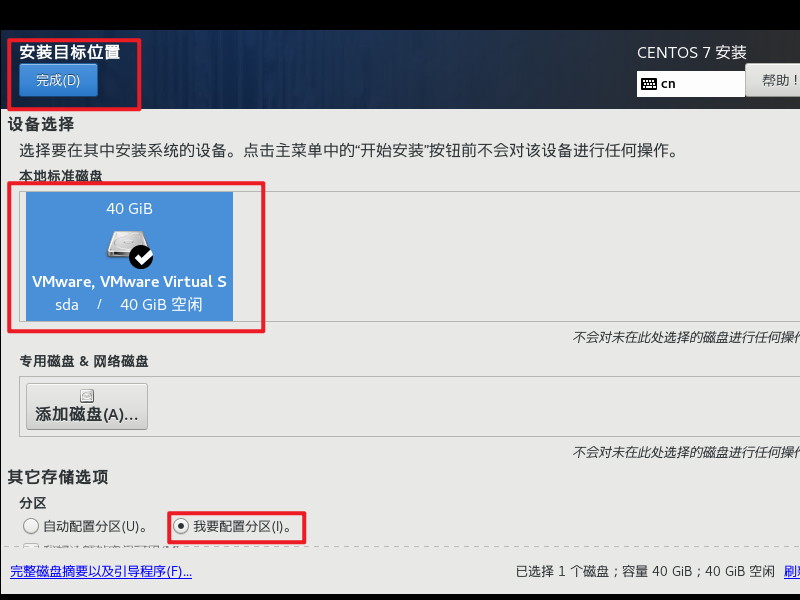 安装目标位置
CENTOS 7 安装
完成(D)
cn
帮助!
设备选择
选择要在其中安装系统的设备。点击主菜单中的“开始安装”按钮前不会对该设备进行任何操作。
本地标准磁盘
40 GiB
VMware, VMware Virtual S
sda / 40 GiB 空闲
不会对未在此处选择的磁盘进行任何操作
专用磁盘 & 网络磁盘
添加磁盘(A)...
不会对未在此处选择的磁盘进行任何操作
其它存储选项
分区
自动配置分区(U)。
我要配置分区(I)。
完整磁盘摘要以及引导程序(F)...
已选择 1 个磁盘；容量 40 GiB；40 GiB 空闲